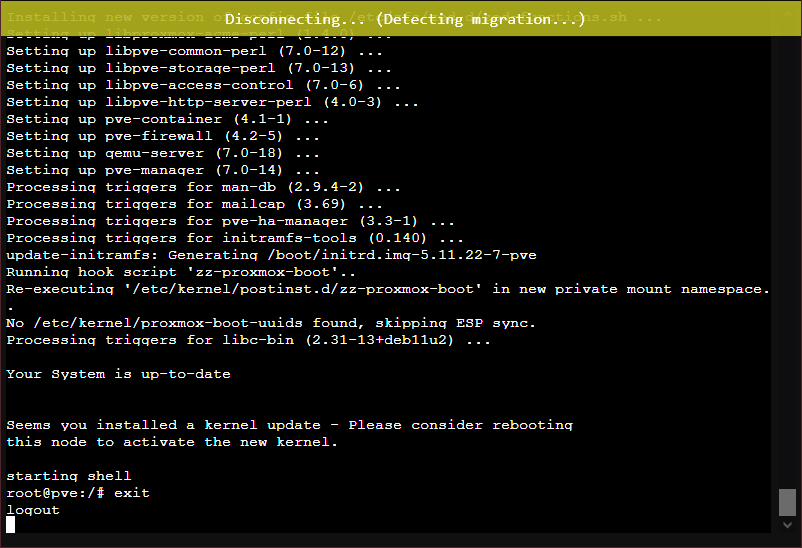 Disconnecting... (Detecting migration...)
Installing new version of
Setting up libproxmox-acme-perl (1.4.0) ...
Setting up libpve-common-perl (7.0-12) ...
Setting up libpve-storage-perl (7.0-13) ...
Setting up libpve-access-control (7.0-6) ...
Setting up libpve-http-server-perl (4.0-3) ...
Setting up pve-container (4.1-1) ...
Setting up pve-firewall (4.2-5) ...
Setting up qemu-server (7.0-18) ...
Setting up pve-manager (7.0-14) ...
Processing triggers for man-db (2.9.4-2) ...
Processing triggers for mailcap (3.69) ...
Processing triggers for pve-ha-manager (3.3-1) ...
Processing triggers for initramfs-tools (0.140) ...
update-initramfs: Generating /boot/initrd.img-5.11.22-7-pve
Running hook script 'zz-proxmox-boot'..
Re-executing '/etc/kernel/postinst.d/zz-proxmox-boot' in new private mount namespace.
.
No /etc/kernel/proxmox-boot-uuids found, skipping ESP sync.
Processing triggers for libc-bin (2.31-13+deb11u2) ...
Your System is up-to-date
Seems you installed a kernel update - Please consider rebooting
this node to activate the new kernel.
starting shell
root@pve:/# exit
logout